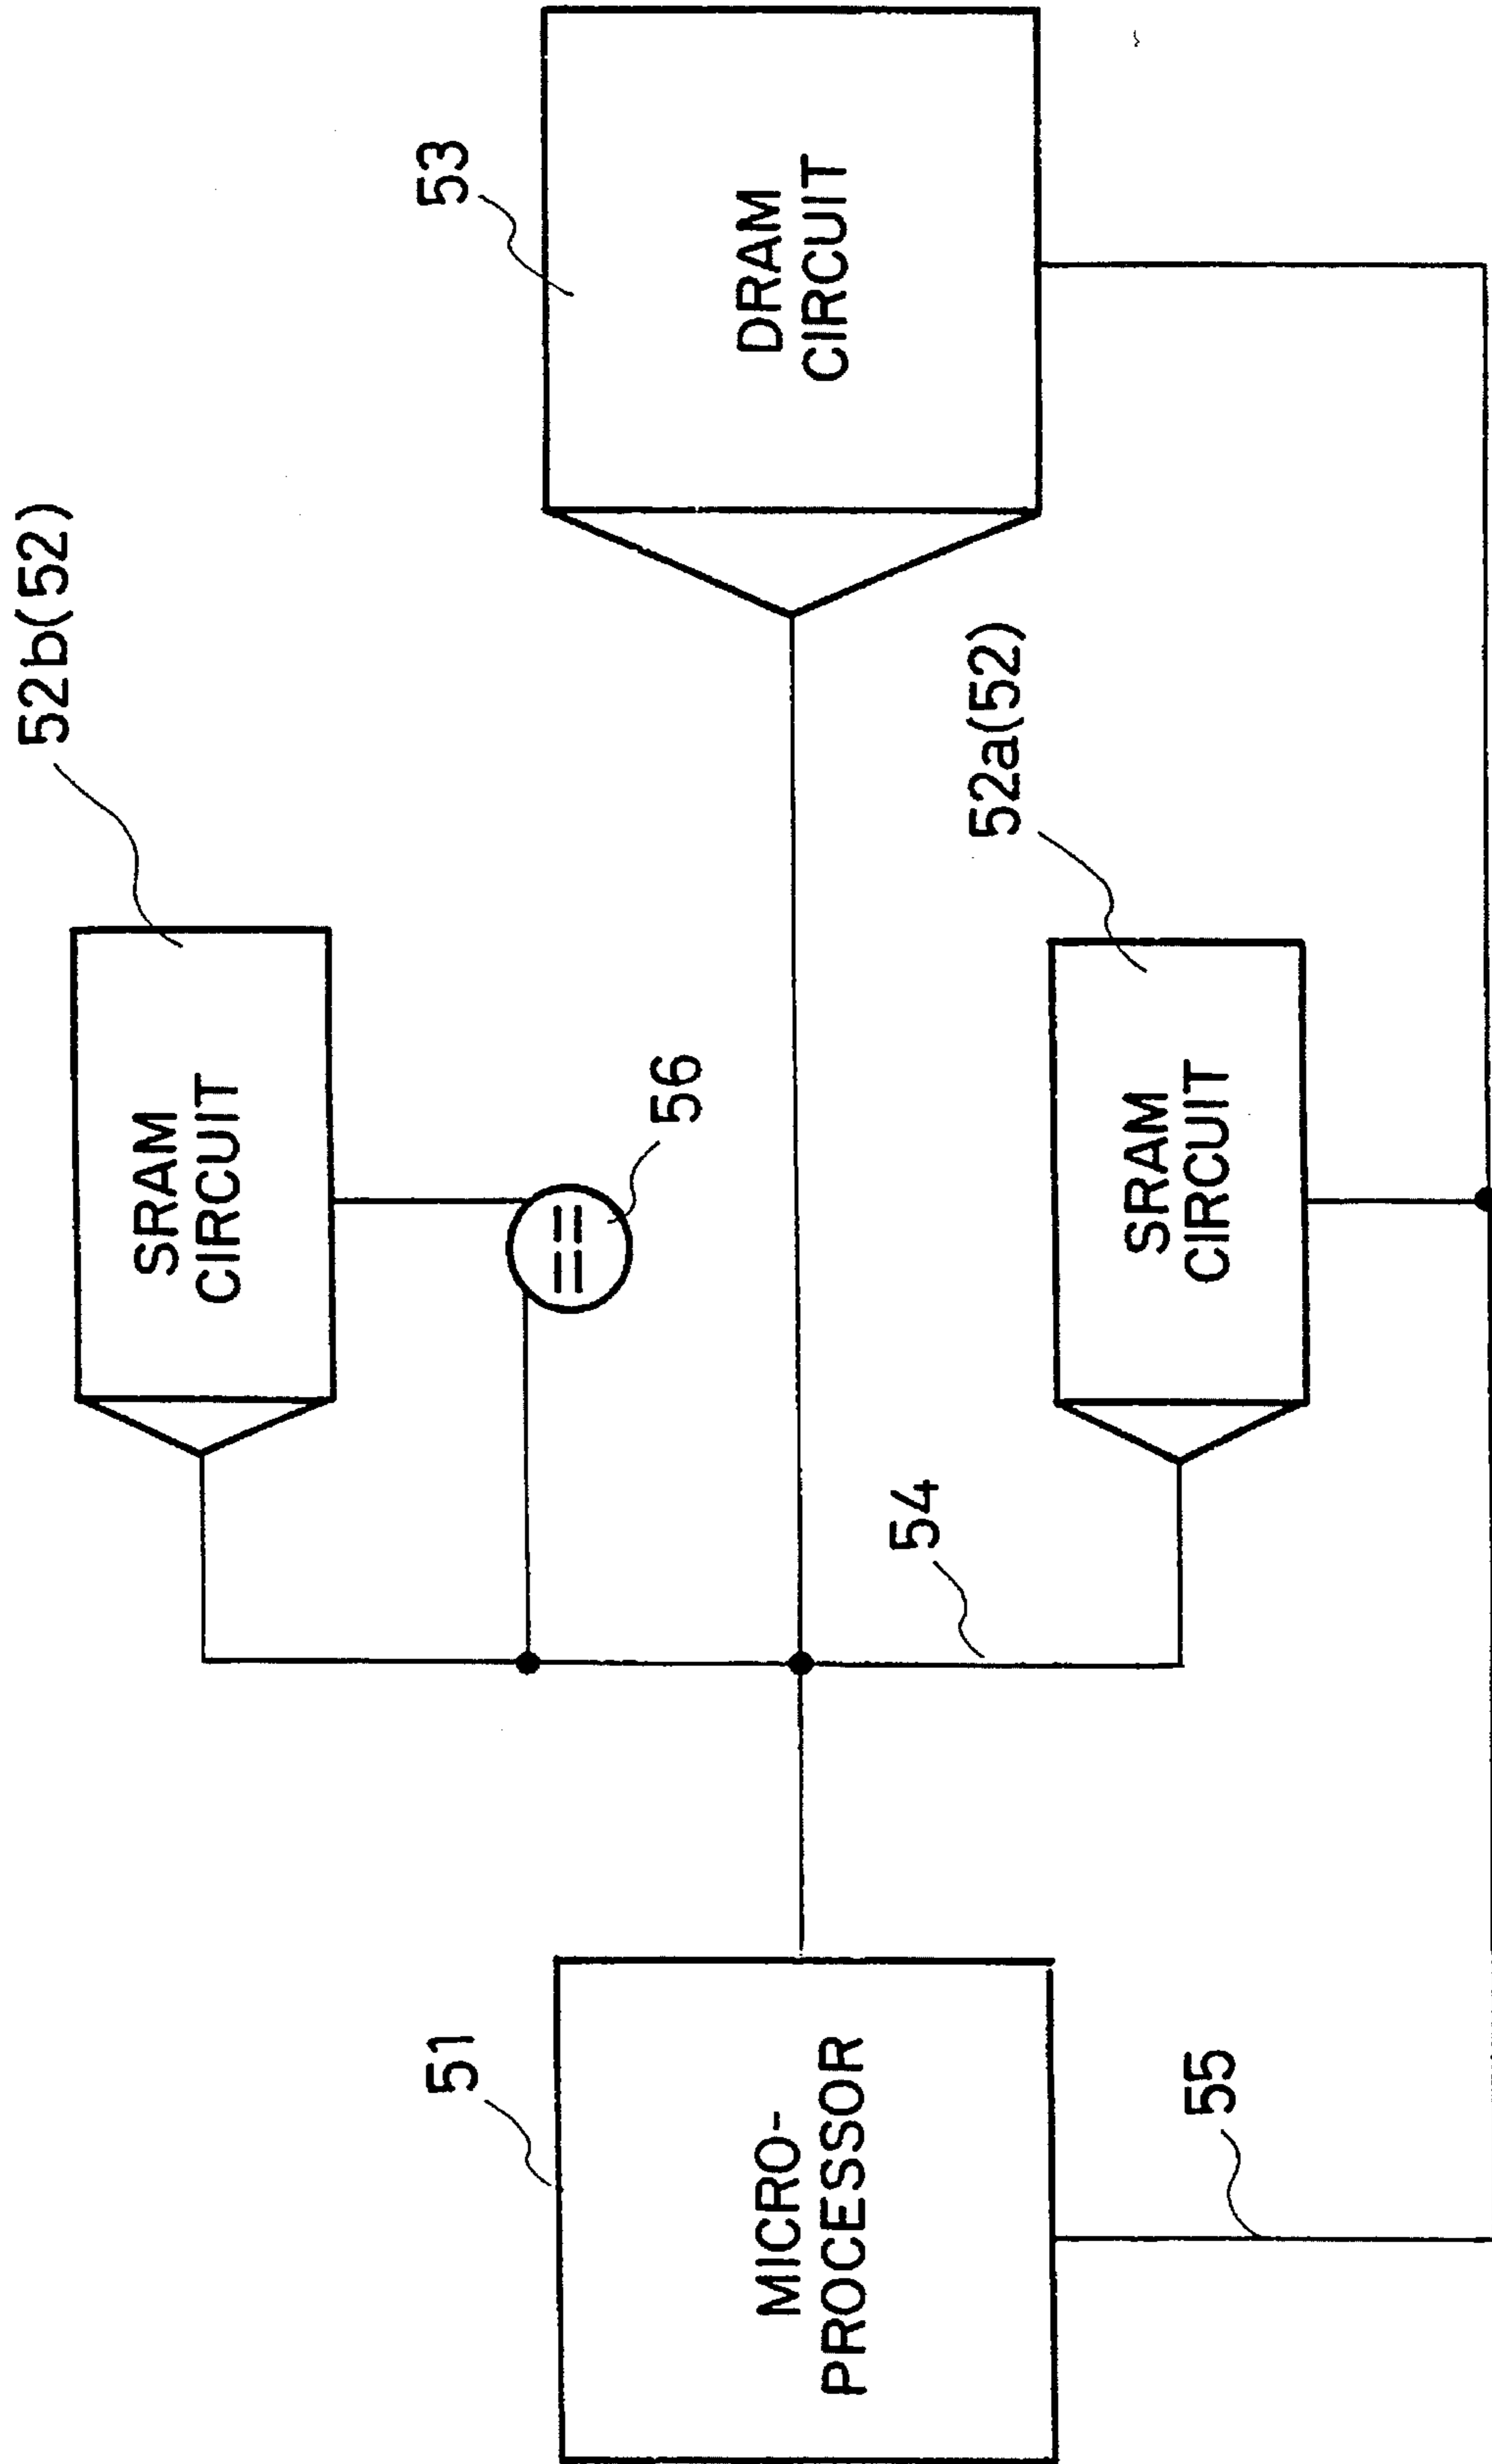 52b(52)
53
SRAM
CIRCUIT
DRAM
CIRCUIT
56
51
54
52a(52)
MICRO-
PROCESSOR
SRAM
CIRCUIT
55